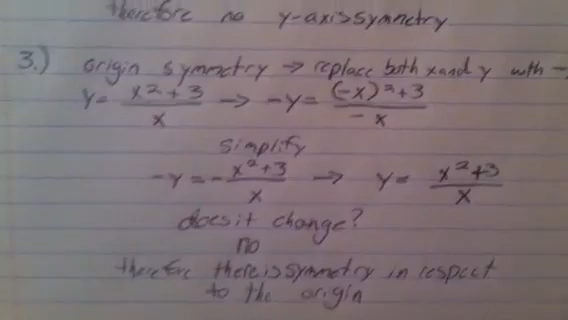 therefore no y-axis symmetry
3.) origin symmetry → replace both x and y with -
y = x²+3/x → -y = (-x)²+3/-x
simplify
-y = -x²+3/x → y = x²+3/x
does it change?
no
therefore there is symmetry in respect
to the origin